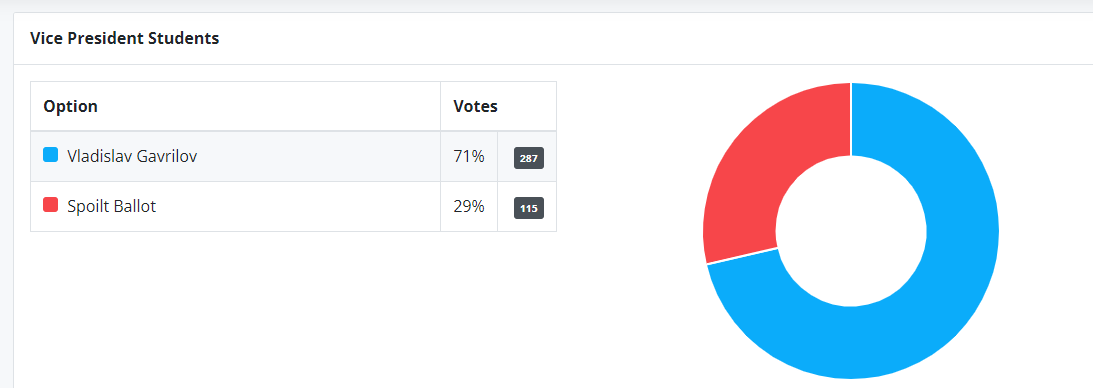 Vice President Students
Option Votes
Vladislav Gavrilov 71% 287
Spoilt Ballot 29% 115